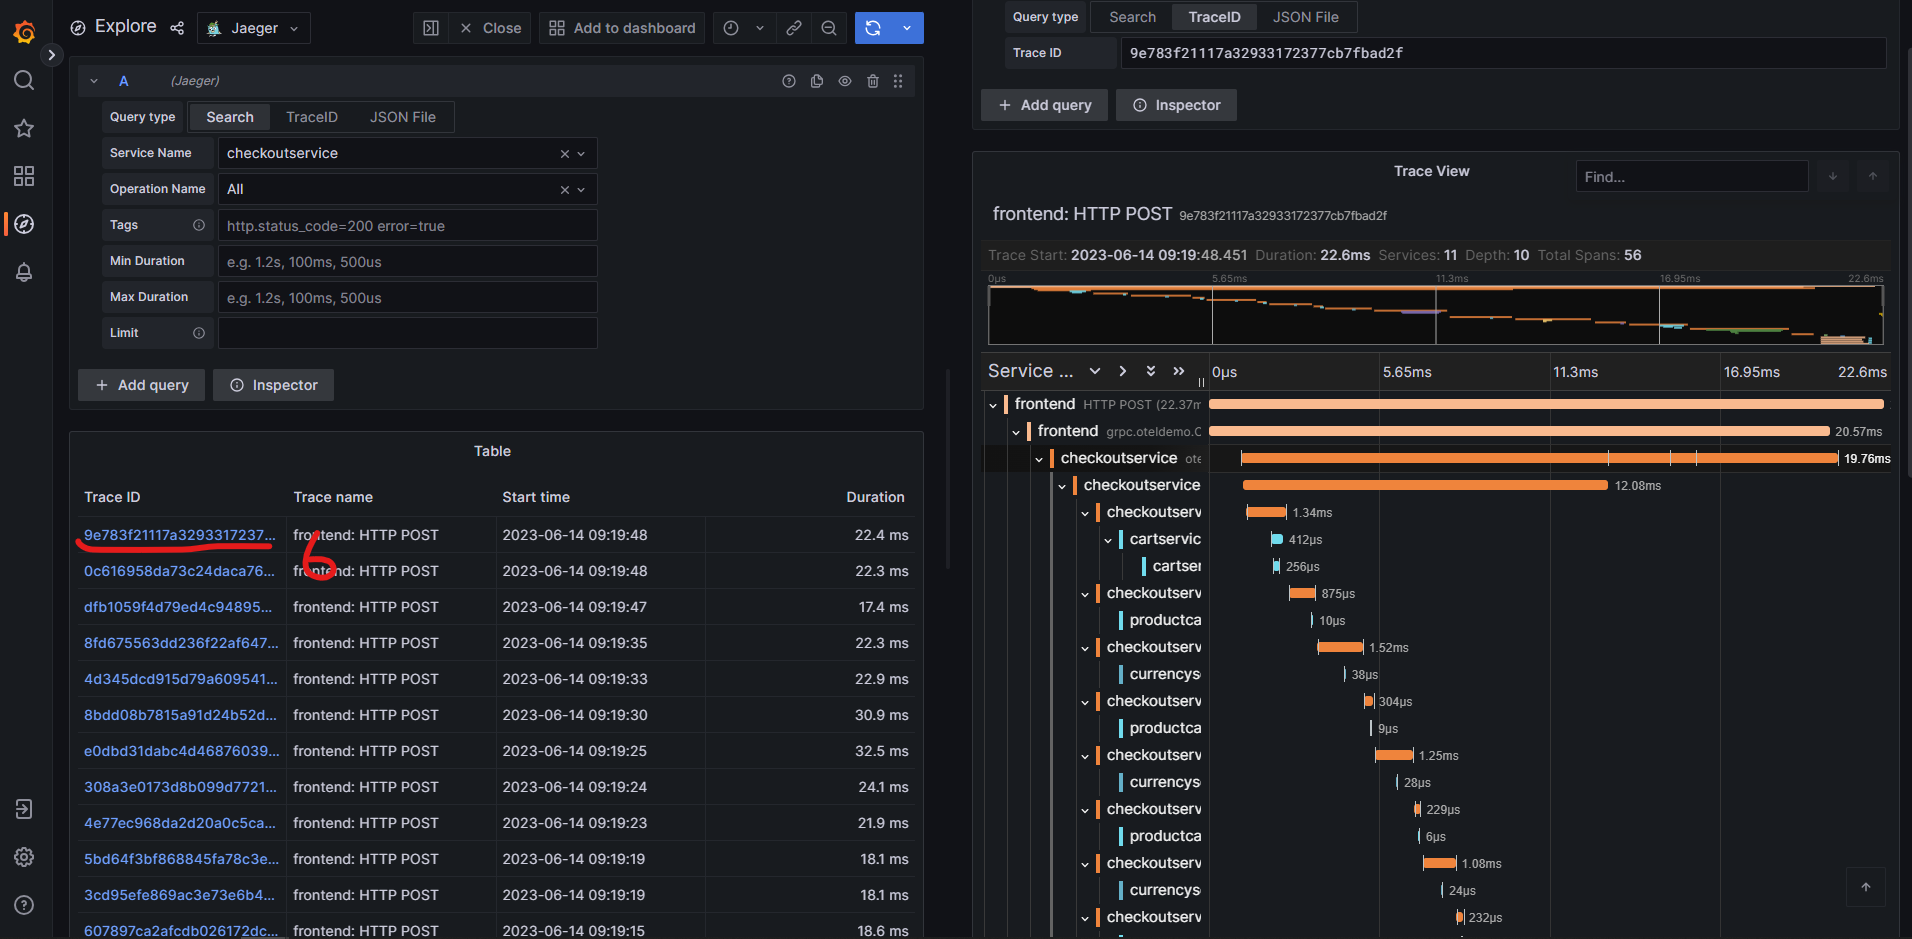 Explore
Jaeger
Close
Add to dashboard
A
(Jaeger)
Query type
Search
TraceID
JSON File
Service Name
checkoutservice
Operation Name
All
Tags
http.status_code=200 error=true
Min Duration
e.g. 1.2s, 100ms, 500us
Max Duration
e.g. 1.2s, 100ms, 500us
Limit
+ Add query
Inspector
Table
Trace ID Trace name Start time Duration
9e783f21117a3293317237... frontend: HTTP POST 2023-06-14 09:19:48 22.4 ms
6
0c616958da73c24daca76... frontend: HTTP POST 2023-06-14 09:19:48 22.3 ms
dfb1059f4d79ed4c94895... frontend: HTTP POST 2023-06-14 09:19:47 17.4 ms
8fd675563dd236f22af647... frontend: HTTP POST 2023-06-14 09:19:35 22.3 ms
4d345dcd915d79a609541... frontend: HTTP POST 2023-06-14 09:19:33 22.9 ms
8bdd08b7815a91d24b52d... frontend: HTTP POST 2023-06-14 09:19:30 30.9 ms
e0dbd31dabc4d46876039... frontend: HTTP POST 2023-06-14 09:19:25 32.5 ms
308a3e0173d8b099d7721... frontend: HTTP POST 2023-06-14 09:19:24 24.1 ms
4e77ec968da2d20a0c5ca... frontend: HTTP POST 2023-06-14 09:19:23 21.9 ms
5bd64f3bf868845fa78c3e... frontend: HTTP POST 2023-06-14 09:19:19 18.1 ms
3cd95efe869ac3e73e6b4... frontend: HTTP POST 2023-06-14 09:19:19 18.1 ms
607897ca2afcdb026172dc... frontend: HTTP POST 2023-06-14 09:19:15 18.6 ms
Query type
Search
TraceID
JSON File
Trace ID
9e783f21117a32933172377cb7fbad2f
+ Add query
Inspector
Trace View
Find...
frontend: HTTP POST 9e783f21117a32933172377cb7fbad2f
Trace Start: 2023-06-14 09:19:48.451 Duration: 22.6ms Services: 11 Depth: 10 Total Spans: 56
0μs 5.65ms 11.3ms 16.95ms 22.6ms
Service ... 0μs 5.65ms 11.3ms 16.95ms 22.6ms
frontend HTTP POST (22.37m
frontend grpc.oteldemo.C 20.57ms
checkoutservice ote 19.76ms
checkoutservice 12.08ms
checkoutserv 1.34ms
cartservic 412μs
cartser 256μs
checkoutserv 875μs
productca 10μs
checkoutserv 1.52ms
currencys 38μs
checkoutserv 304μs
productca 9μs
checkoutserv 1.25ms
currencys 28μs
checkoutserv 229μs
productca 6μs
checkoutserv 1.08ms
currencys 24μs
checkoutserv 232μs